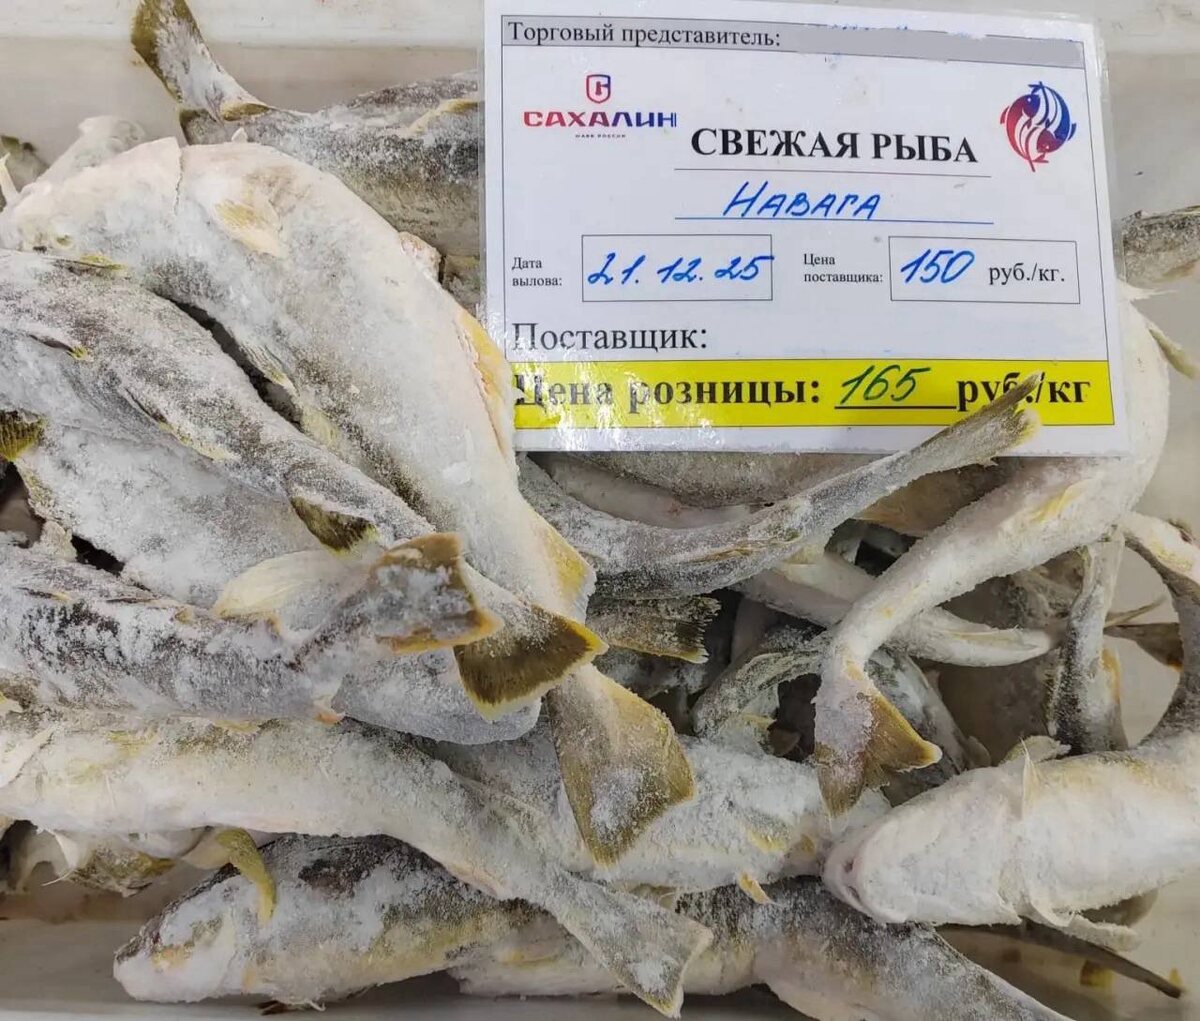 Торговый представитель:
САХАЛИН
СВЕЖАЯ РЫБА
НАВАГА
Дата вылова: 21.12.25
Цена поставщика: 150 руб./кг.
Поставщик:
Цена розницы: 165 руб./кг